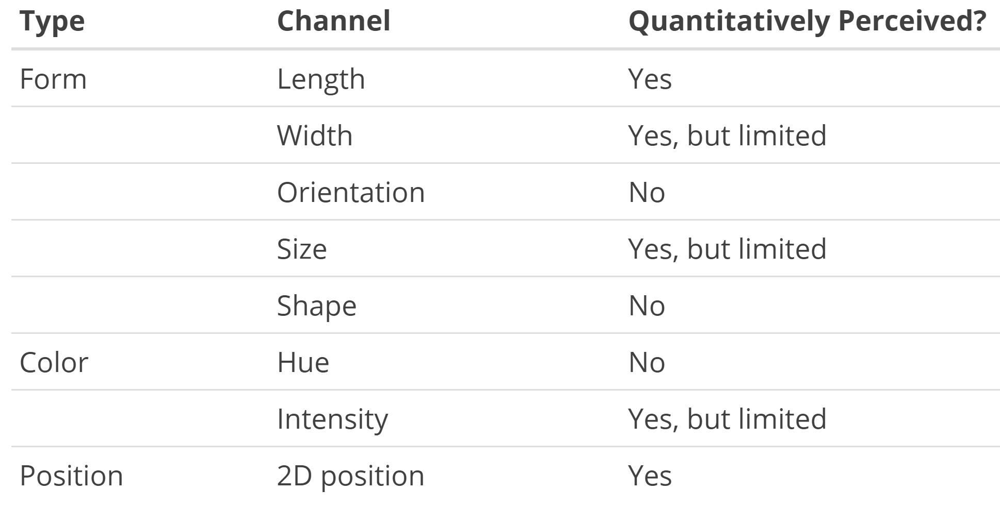 Type Channel Quantitatively Perceived?
Form Length Yes
Width Yes, but limited
Orientation No
Size Yes, but limited
Shape No
Color Hue No
Intensity Yes, but limited
Position 2D position Yes